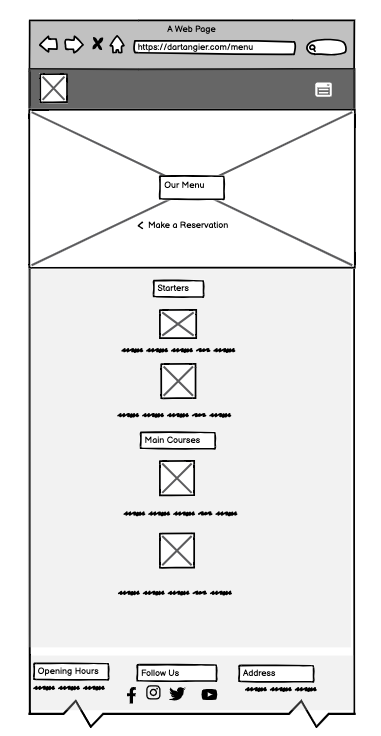 A Web Page
https://dartangier.com/menu
Our Menu
Make a Reservation
Starters
Main Courses
Opening Hours
Follow Us
Address